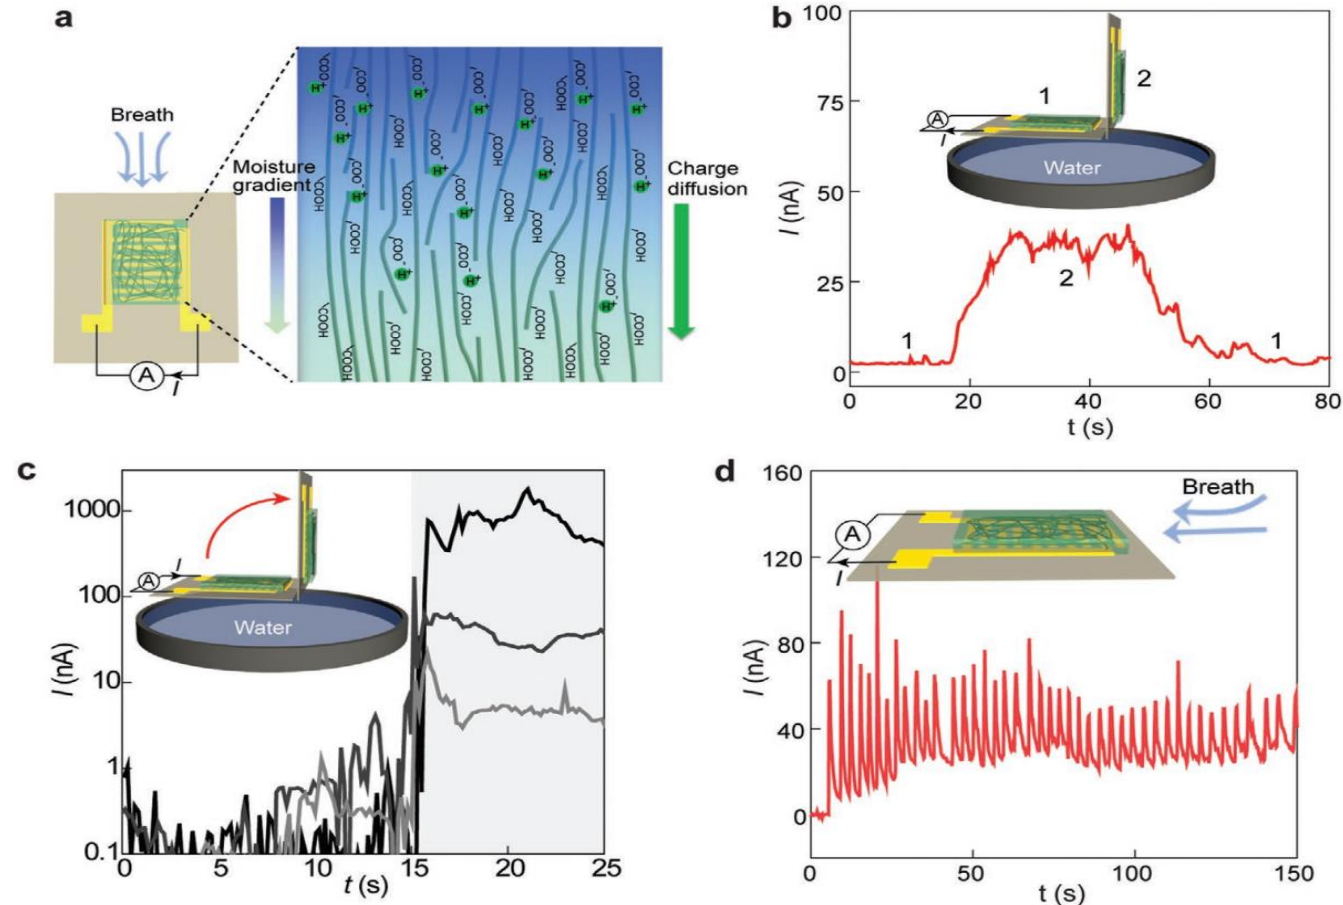 a
Breath
Moisture
gradient
Charge
diffusion
A
I
COO⁻
H⁺
COOH
b
I (nA)
100
75
50
25
0
1
2
A
I
Water
1
2
1
0
20
40
60
80
t (s)
c
I (nA)
1000
100
10
1
0.1
A
I
Water
0
5
10
15
20
25
t (s)
d
I (nA)
160
120
80
40
0
Breath
A
I
0
50
100
150
t (s)